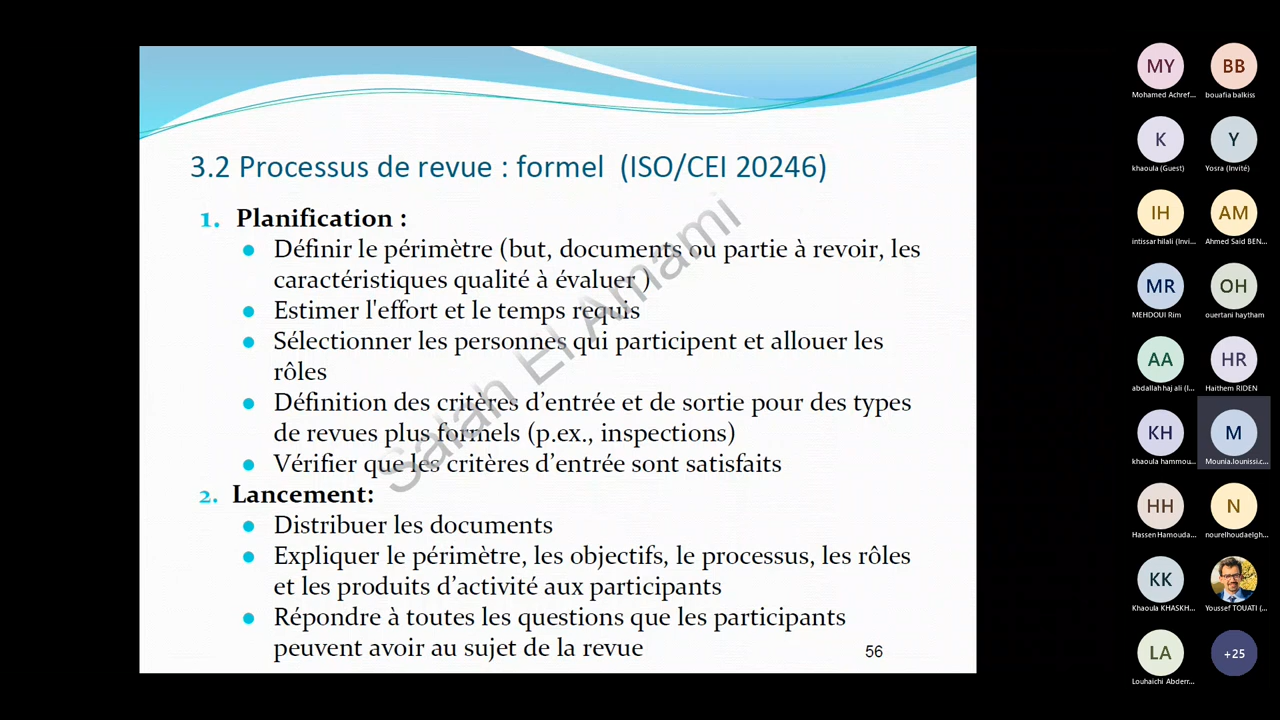 3.2 Processus de revue : formel (ISO/CEI 20246)
1. Planification :
● Définir le périmètre (but, documents ou partie à revoir, les
caractéristiques qualité à évaluer )
● Estimer l'effort et le temps requis
● Sélectionner les personnes qui participent et allouer les
rôles
● Définition des critères d’entrée et de sortie pour des types
de revues plus formels (p.ex., inspections)
● Vérifier que les critères d’entrée sont satisfaits
2. Lancement:
● Distribuer les documents
● Expliquer le périmètre, les objectifs, le processus, les rôles
et les produits d’activité aux participants
● Répondre à toutes les questions que les participants
peuvent avoir au sujet de la revue
56
Salah El Amami
MY BB
Mohamed Achref... bouafia balkiss
K Y
khaoula (Guest) Yosra (Invité)
IH AM
intissar hilali (Invi... Ahmed Said BEN...
MR OH
MEHDOUI Rim ouertani haytham
AA HR
abdallah haj ali (I... Haithem RIDEN
KH M
khaoula hammou... Mounia.lounissi.c...
HH N
Hassen Hamouda... nourelhoudaelgh...
KK
Khaoula KHASKH... Youssef TOUATI (...
LA +25
Louhaichi Abderr...